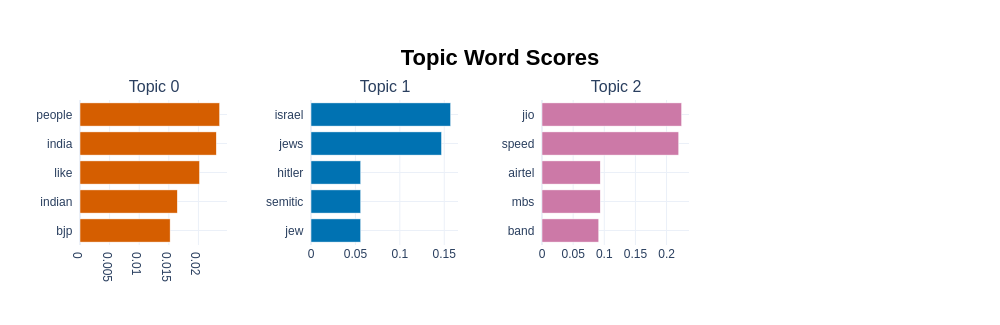 Topic Word Scores
Topic 0
people
india
like
indian
bjp
0
0.005
0.01
0.015
0.02
Topic 1
israel
jews
hitler
semitic
jew
0 0.05 0.1 0.15
Topic 2
jio
speed
airtel
mbs
band
0 0.05 0.1 0.15 0.2